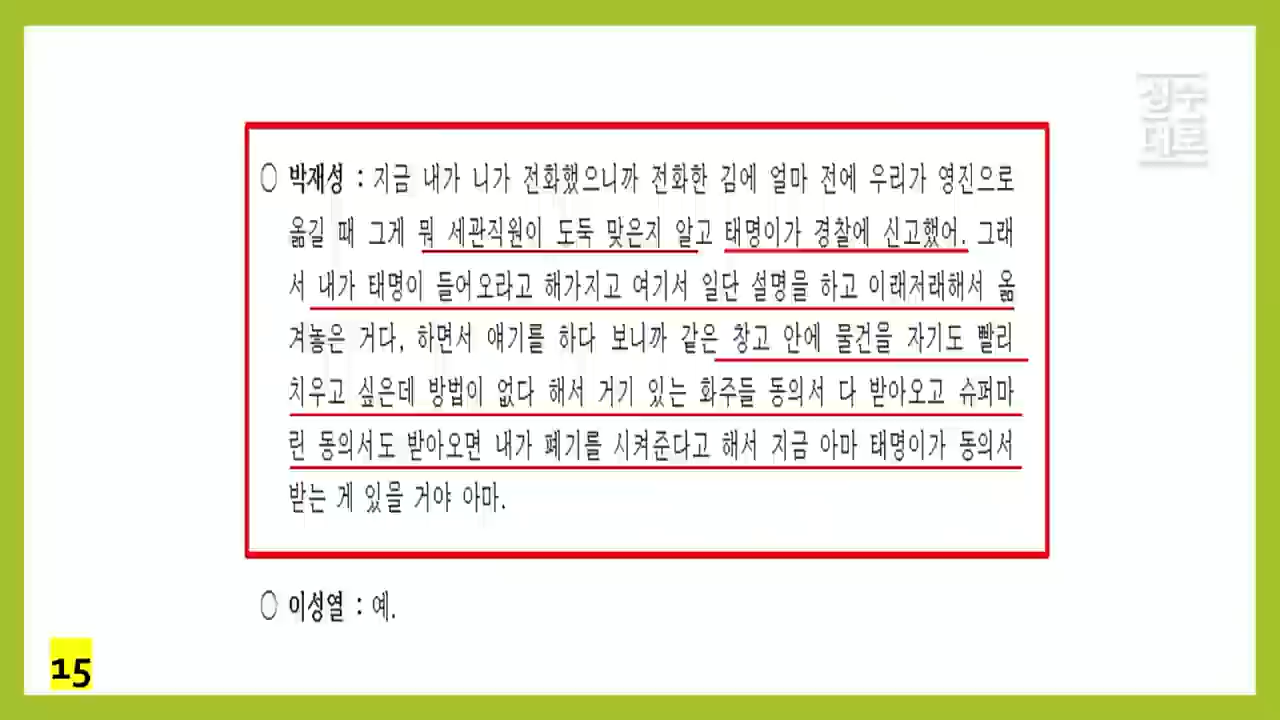 성수
대로
○ 박재성 : 지금 내가 니가 전화했으니까 전화한 김에 얼마 전에 우리가 영진으로
옮길 때 그게 뭐 세관직원이 도둑 맞은지 알고 태명이가 경찰에 신고했어. 그래
서 내가 태명이 들어오라고 해가지고 여기서 일단 설명을 하고 이래저래해서 옮
겨놓은 거다, 하면서 얘기를 하다 보니까 같은 창고 안에 물건을 자기도 빨리
치우고 싶은데 방법이 없다 해서 거기 있는 화주들 동의서 다 받아오고 슈퍼마
린 동의서도 받아오면 내가 폐기를 시켜준다고 해서 지금 아마 태명이가 동의서
받는 게 있을 거야 아마.
○ 이성열 : 예.
15